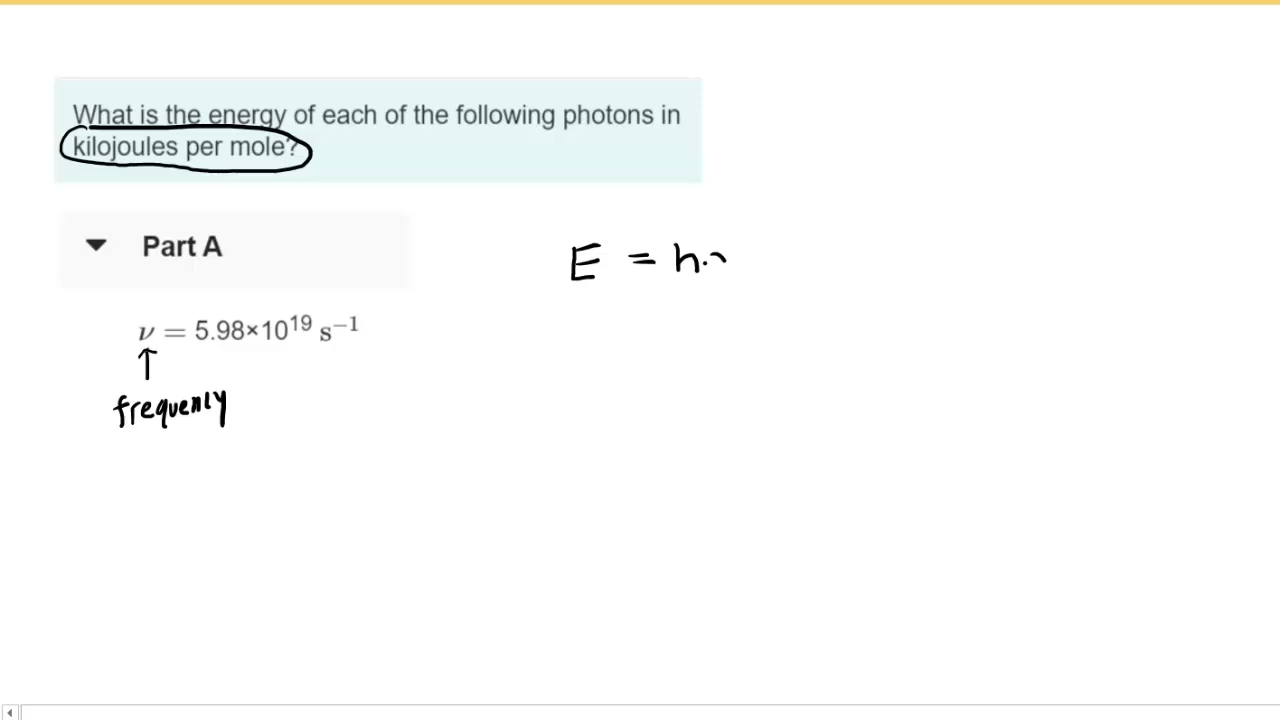 What is the energy of each of the following photons in
kilojoules per mole?
Part A
E = h·
ν = 5.98×10¹⁹ s⁻¹
↑
frequenly